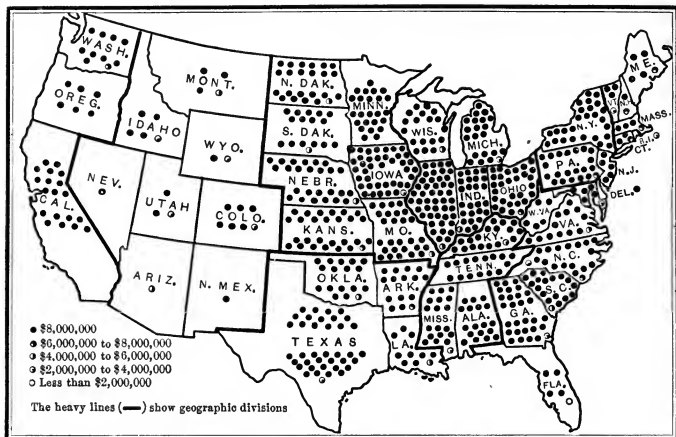 WASH.
OREG.
CAL.
NEV.
IDAHO
MONT.
WYO.
UTAH
COLO.
ARIZ.
N. MEX.
N. DAK.
S. DAK.
NEBR.
KANS.
OKLA.
TEXAS
MINN.
IOWA
MO.
ARK.
LA.
WIS.
MICH.
IND.
OHIO
KY.
TENN.
MISS.
ALA.
GA.
FLA.
S.C.
N.C.
VA.
W.VA.
PA.
N.Y.
N.J.
DEL.
CT.
R.I.
MASS.
VT.
ME.
$8,000,000
$6,000,000 to $8,000,000
$4,000,000 to $6,000,000
$2,000,000 to $4,000,000
Less than $2,000,000
The heavy lines (━) show geographic divisions